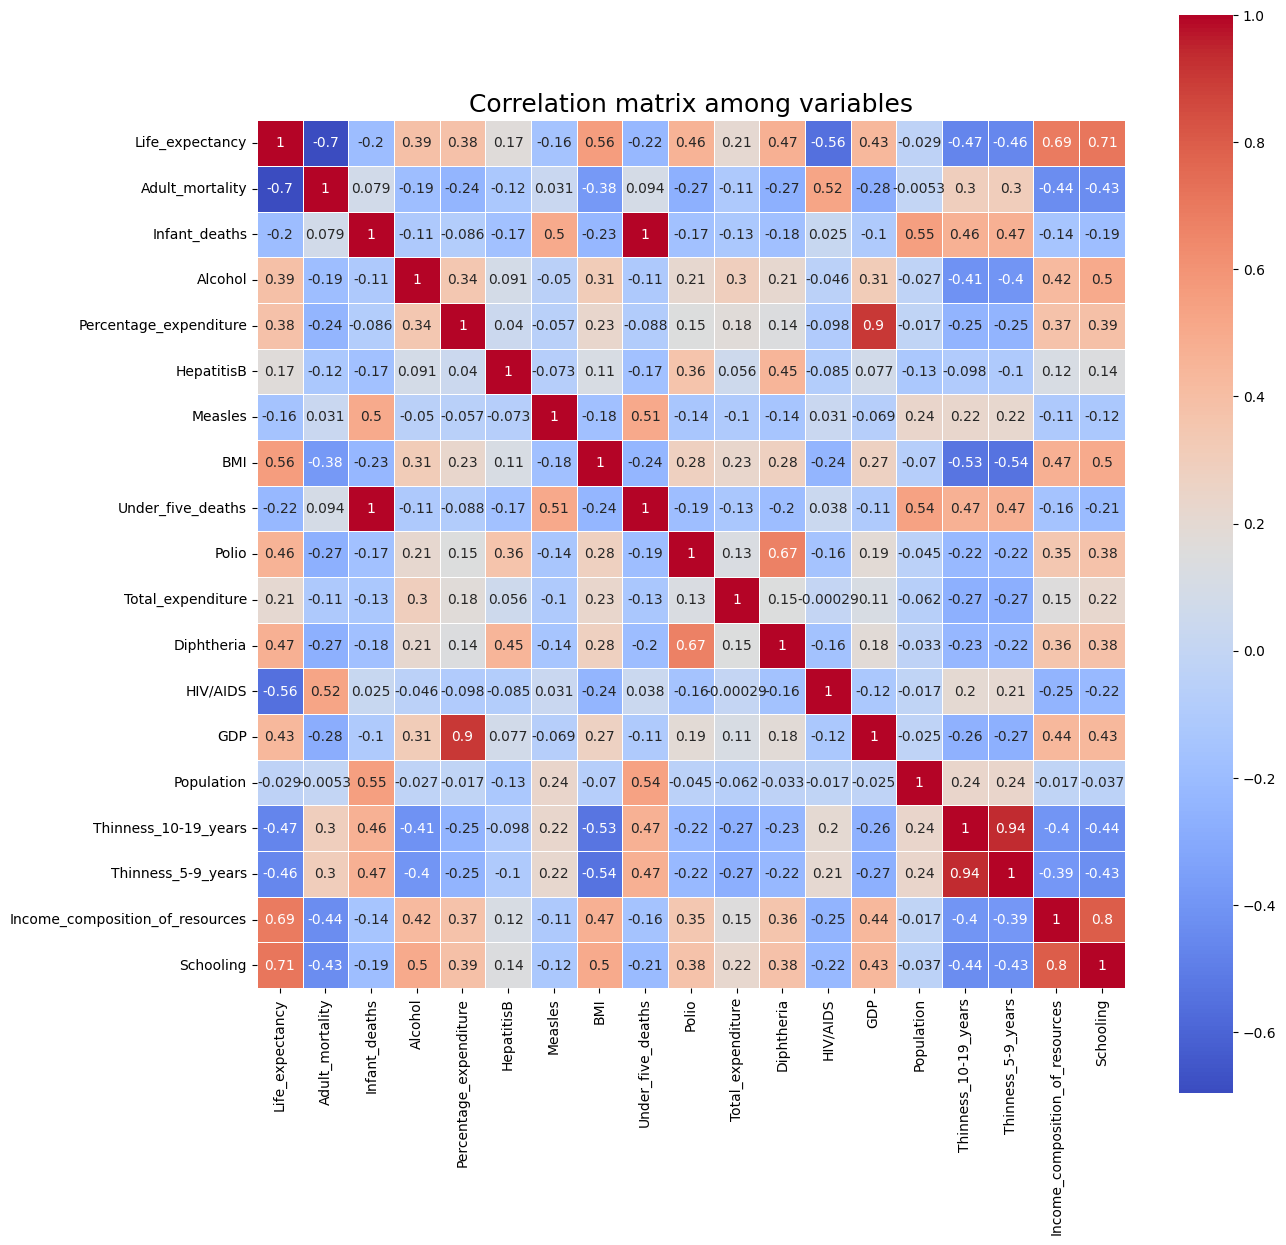 Correlation matrix among variables
Life_expectancy 1 -0.7 -0.2 0.39 0.38 0.17 -0.16 0.56 -0.22 0.46 0.21 0.47 -0.56 0.43 -0.029 -0.47 -0.46 0.69 0.71
Adult_mortality -0.7 1 0.079 -0.19 -0.24 -0.12 0.031 -0.38 0.094 -0.27 -0.11 -0.27 0.52 -0.28 -0.0053 0.3 0.3 -0.44 -0.43
Infant_deaths -0.2 0.079 1 -0.11 -0.086 -0.17 0.5 -0.23 1 -0.17 -0.13 -0.18 0.025 -0.1 0.55 0.46 0.47 -0.14 -0.19
Alcohol 0.39 -0.19 -0.11 1 0.34 0.091 -0.05 0.31 -0.11 0.21 0.3 0.21 -0.046 0.31 -0.027 -0.41 -0.4 0.42 0.5
Percentage_expenditure 0.38 -0.24 -0.086 0.34 1 0.04 -0.057 0.23 -0.088 0.15 0.18 0.14 -0.098 0.9 -0.017 -0.25 -0.25 0.37 0.39
HepatitisB 0.17 -0.12 -0.17 0.091 0.04 1 -0.073 0.11 -0.17 0.36 0.056 0.45 -0.085 0.077 -0.13 -0.098 -0.1 0.12 0.14
Measles -0.16 0.031 0.5 -0.05 -0.057 -0.073 1 -0.18 0.51 -0.14 -0.1 -0.14 0.031 -0.069 0.24 0.22 0.22 -0.11 -0.12
BMI 0.56 -0.38 -0.23 0.31 0.23 0.11 -0.18 1 -0.24 0.28 0.23 0.28 -0.24 0.27 -0.07 -0.53 -0.54 0.47 0.5
Under_five_deaths -0.22 0.094 1 -0.11 -0.088 -0.17 0.51 -0.24 1 -0.19 -0.13 -0.2 0.038 -0.11 0.54 0.47 0.47 -0.16 -0.21
Polio 0.46 -0.27 -0.17 0.21 0.15 0.36 -0.14 0.28 -0.19 1 0.13 0.67 -0.16 0.19 -0.045 -0.22 -0.22 0.35 0.38
Total_expenditure 0.21 -0.11 -0.13 0.3 0.18 0.056 -0.1 0.23 -0.13 0.13 1 0.15 -0.00029 0.11 -0.062 -0.27 -0.27 0.15 0.22
Diphtheria 0.47 -0.27 -0.18 0.21 0.14 0.45 -0.14 0.28 -0.2 0.67 0.15 1 -0.16 0.18 -0.033 -0.23 -0.22 0.36 0.38
HIV/AIDS -0.56 0.52 0.025 -0.046 -0.098 -0.085 0.031 -0.24 0.038 -0.16 -0.00029 -0.16 1 -0.12 -0.017 0.2 0.21 -0.25 -0.22
GDP 0.43 -0.28 -0.1 0.31 0.9 0.077 -0.069 0.27 -0.11 0.19 0.11 0.18 -0.12 1 -0.025 -0.26 -0.27 0.44 0.43
Population -0.029 -0.0053 0.55 -0.027 -0.017 -0.13 0.24 -0.07 0.54 -0.045 -0.062 -0.033 -0.017 -0.025 1 0.24 0.24 -0.017 -0.037
Thinness_10-19_years -0.47 0.3 0.46 -0.41 -0.25 -0.098 0.22 -0.53 0.47 -0.22 -0.27 -0.23 0.2 -0.26 0.24 1 0.94 -0.4 -0.44
Thinness_5-9_years -0.46 0.3 0.47 -0.4 -0.25 -0.1 0.22 -0.54 0.47 -0.22 -0.27 -0.22 0.21 -0.27 0.24 0.94 1 -0.39 -0.43
Income_composition_of_resources 0.69 -0.44 -0.14 0.42 0.37 0.12 -0.11 0.47 -0.16 0.35 0.15 0.36 -0.25 0.44 -0.017 -0.4 -0.39 1 0.8
Schooling 0.71 -0.43 -0.19 0.5 0.39 0.14 -0.12 0.5 -0.21 0.38 0.22 0.38 -0.22 0.43 -0.037 -0.44 -0.43 0.8 1
Life_expectancy
Adult_mortality
Infant_deaths
Alcohol
Percentage_expenditure
HepatitisB
Measles
BMI
Under_five_deaths
Polio
Total_expenditure
Diphtheria
HIV/AIDS
GDP
Population
Thinness_10-19_years
Thinness_5-9_years
Income_composition_of_resources
Schooling
1.0
0.8
0.6
0.4
0.2
0.0
−0.2
−0.4
−0.6